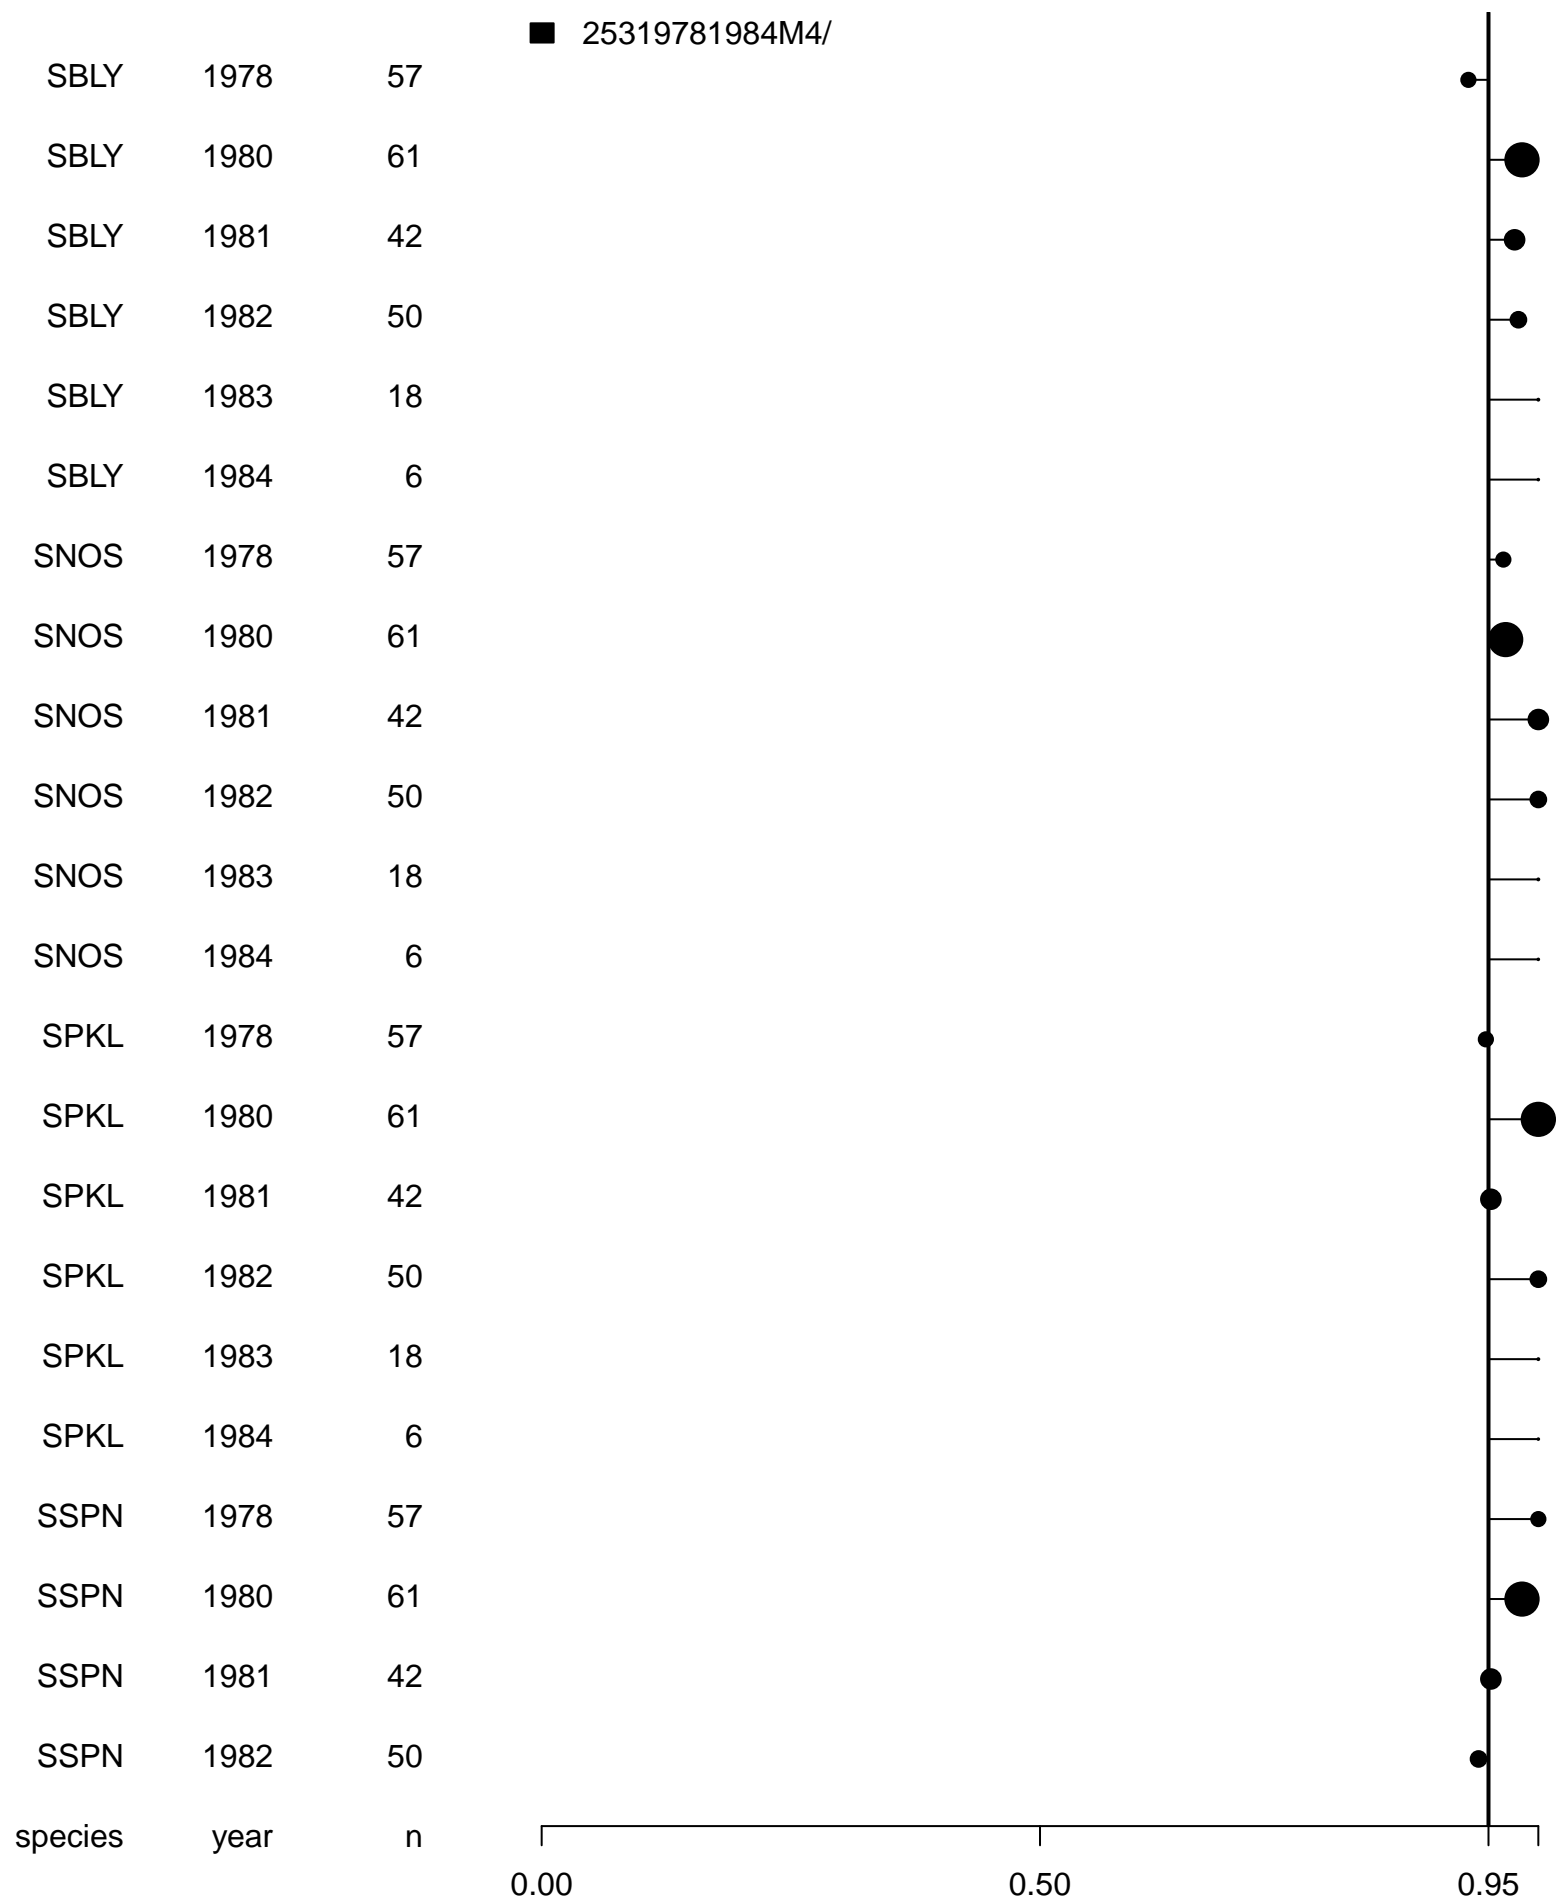 25319781984M4/
SBLY 1978 57
SBLY 1980 61
SBLY 1981 42
SBLY 1982 50
SBLY 1983 18
SBLY 1984 6
SNOS 1978 57
SNOS 1980 61
SNOS 1981 42
SNOS 1982 50
SNOS 1983 18
SNOS 1984 6
SPKL 1978 57
SPKL 1980 61
SPKL 1981 42
SPKL 1982 50
SPKL 1983 18
SPKL 1984 6
SSPN 1978 57
SSPN 1980 61
SSPN 1981 42
SSPN 1982 50
species year n
0.00 0.50 0.95